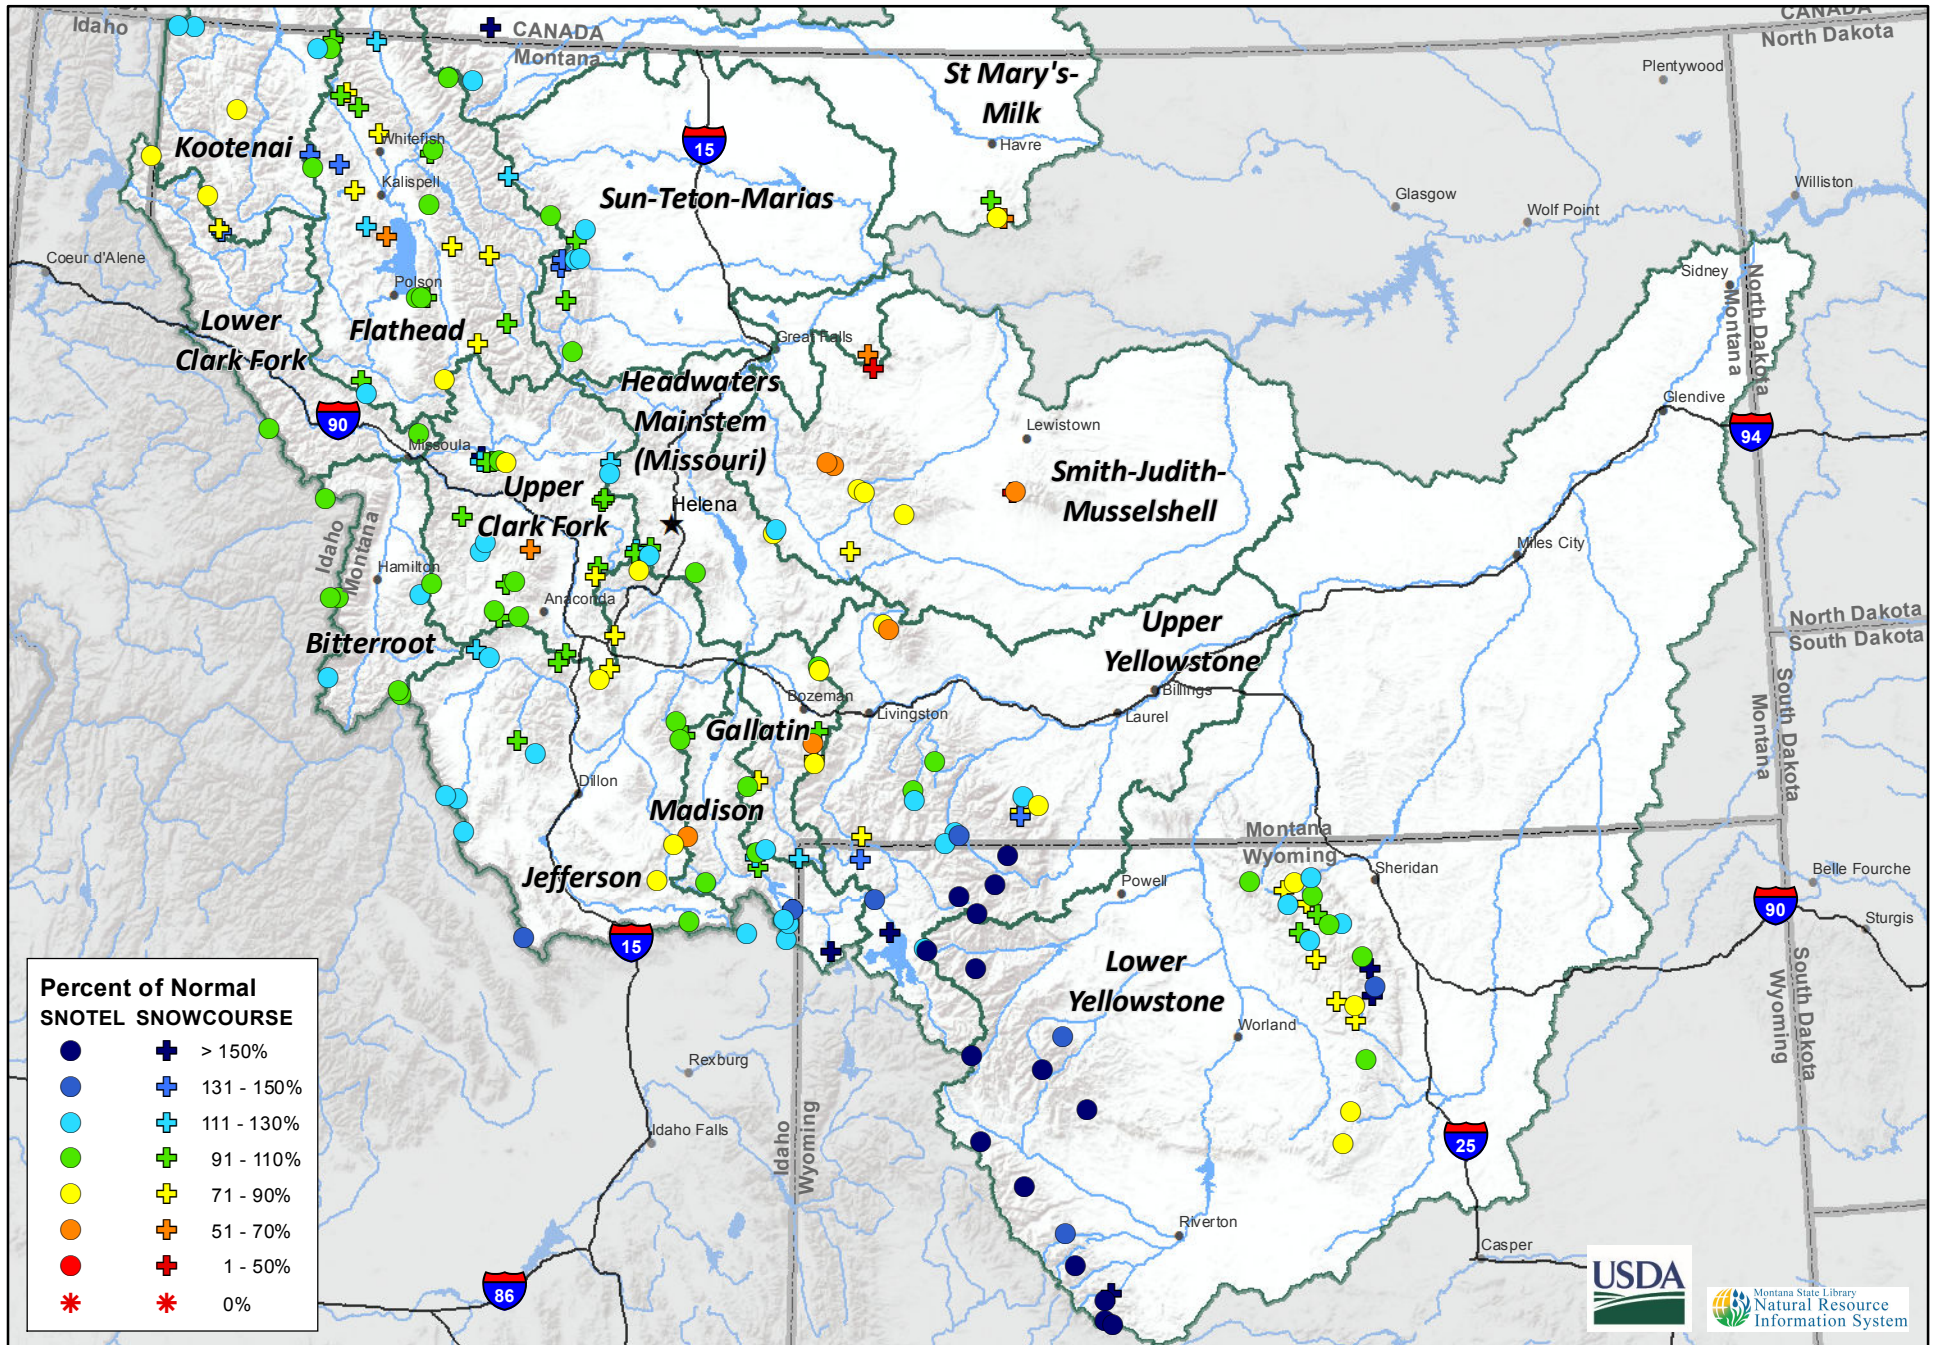 Idaho
CANADA
Montana
CANADA
North Dakota
St Mary's-
Milk
Plentywood
Kootenai
Whitefish
15
Havre
Kalispell
Sun-Teton-Marias
Glasgow
Wolf Point
Williston
Coeur d'Alene
Polson
Sidney
North Dakota
Montana
Lower
Clark Fork
Flathead
Great Falls
Headwaters
Mainstem
(Missouri)
Glendive
90
Missoula
Lewistown
94
Smith-Judith-
Musselshell
Upper
Clark Fork
Helena
Idaho
Montana
Hamilton
Miles City
Anaconda
North Dakota
South Dakota
Bitterroot
Upper
Yellowstone
Bozeman
Livingston
Billings
Laurel
South Dakota
Montana
Gallatin
Dillon
Madison
Montana
Wyoming
Jefferson
Powell
Sheridan
Belle Fourche
90
Sturgis
15
Lower
Yellowstone
South Dakota
Wyoming
Worland
Rexburg
Idaho
Wyoming
Idaho Falls
25
Riverton
Casper
86
Percent of Normal
SNOTEL SNOWCOURSE
> 150%
131 - 150%
111 - 130%
91 - 110%
71 - 90%
51 - 70%
1 - 50%
0%
USDA
Montana State Library
Natural Resource
Information System